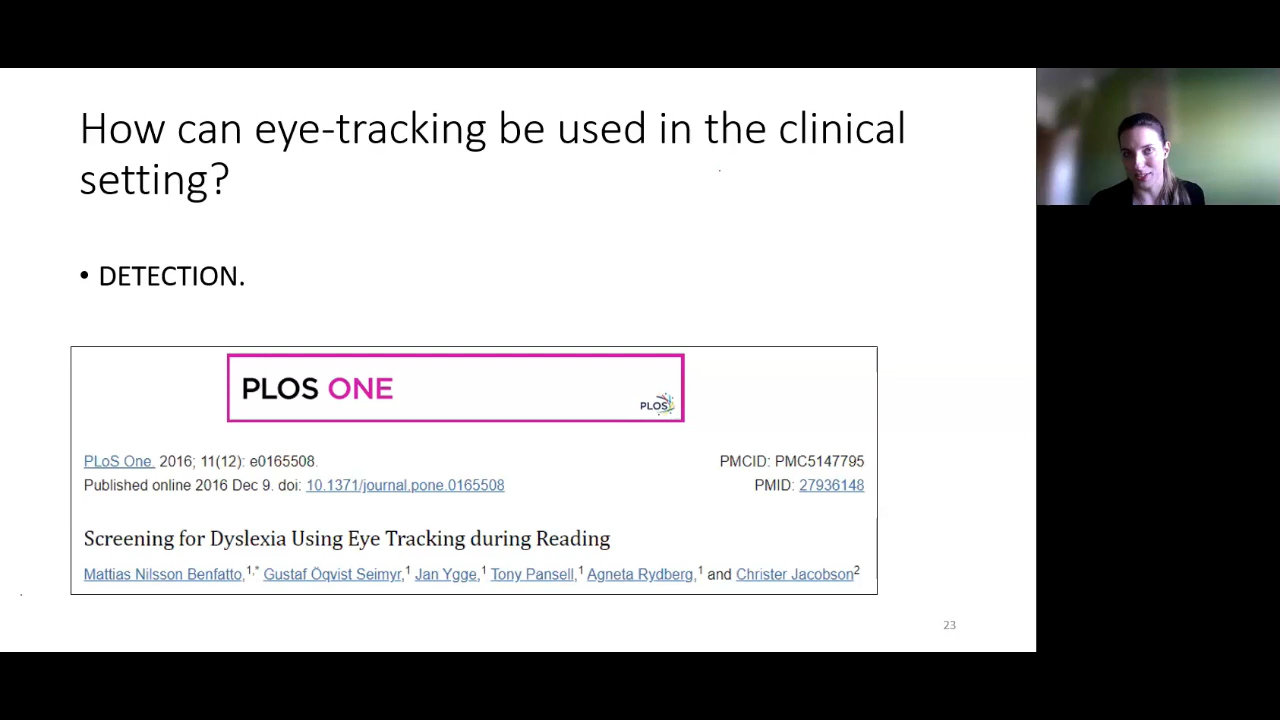 How can eye-tracking be used in the clinical
setting?
• DETECTION.
PLOS ONE
PLOS
PLoS One. 2016; 11(12): e0165508.
PMCID: PMC5147795
Published online 2016 Dec 9. doi: 10.1371/journal.pone.0165508
PMID: 27936148
Screening for Dyslexia Using Eye Tracking during Reading
Mattias Nilsson Benfatto,1,* Gustaf Öqvist Seimyr,1 Jan Ygge,1 Tony Pansell,1 Agneta Rydberg,1 and Christer Jacobson2
23